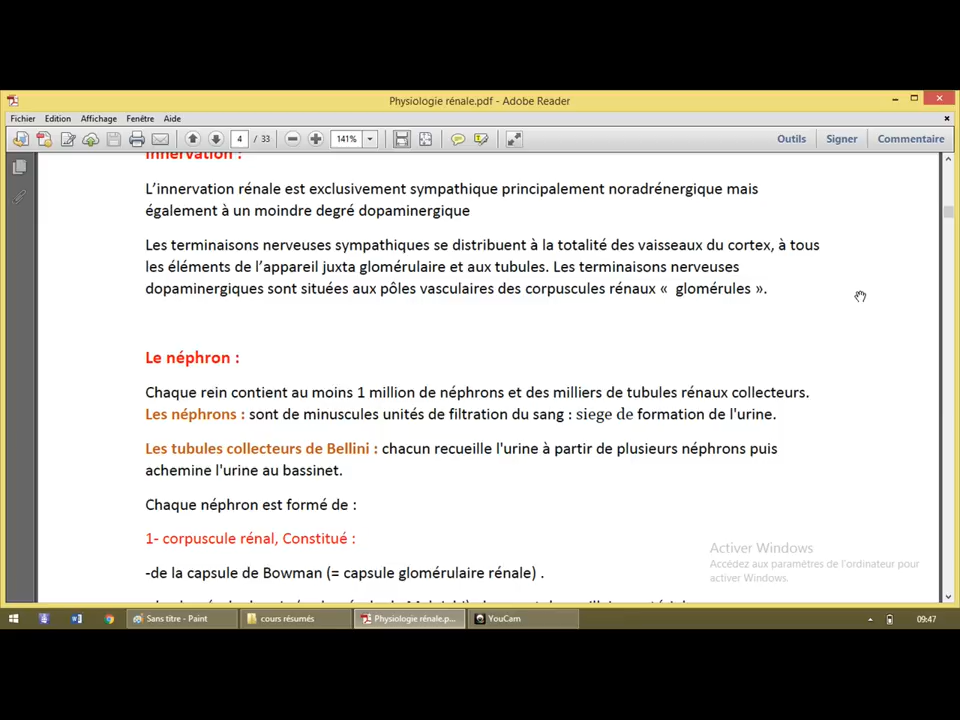 Physiologie rénale.pdf - Adobe Reader
Fichier Edition Affichage Fenêtre Aide
4 / 33 141% Outils Signer Commentaire
Innervation :
L’innervation rénale est exclusivement sympathique principalement noradrénergique mais
également à un moindre degré dopaminergique
Les terminaisons nerveuses sympathiques se distribuent à la totalité des vaisseaux du cortex, à tous
les éléments de l’appareil juxta glomérulaire et aux tubules. Les terminaisons nerveuses
dopaminergiques sont situées aux pôles vasculaires des corpuscules rénaux « glomérules ».
Le néphron :
Chaque rein contient au moins 1 million de néphrons et des milliers de tubules rénaux collecteurs.
Les néphrons : sont de minuscules unités de filtration du sang : siege de formation de l'urine.
Les tubules collecteurs de Bellini : chacun recueille l'urine à partir de plusieurs néphrons puis
achemine l'urine au bassinet.
Chaque néphron est formé de :
1- corpuscule rénal, Constitué :
-de la capsule de Bowman (= capsule glomérulaire rénale) .
Activer Windows
Accédez aux paramètres de l'ordinateur pour
activer Windows.
Sans titre - Paint cours résumés Physiologie rénale.p... YouCam 09:47